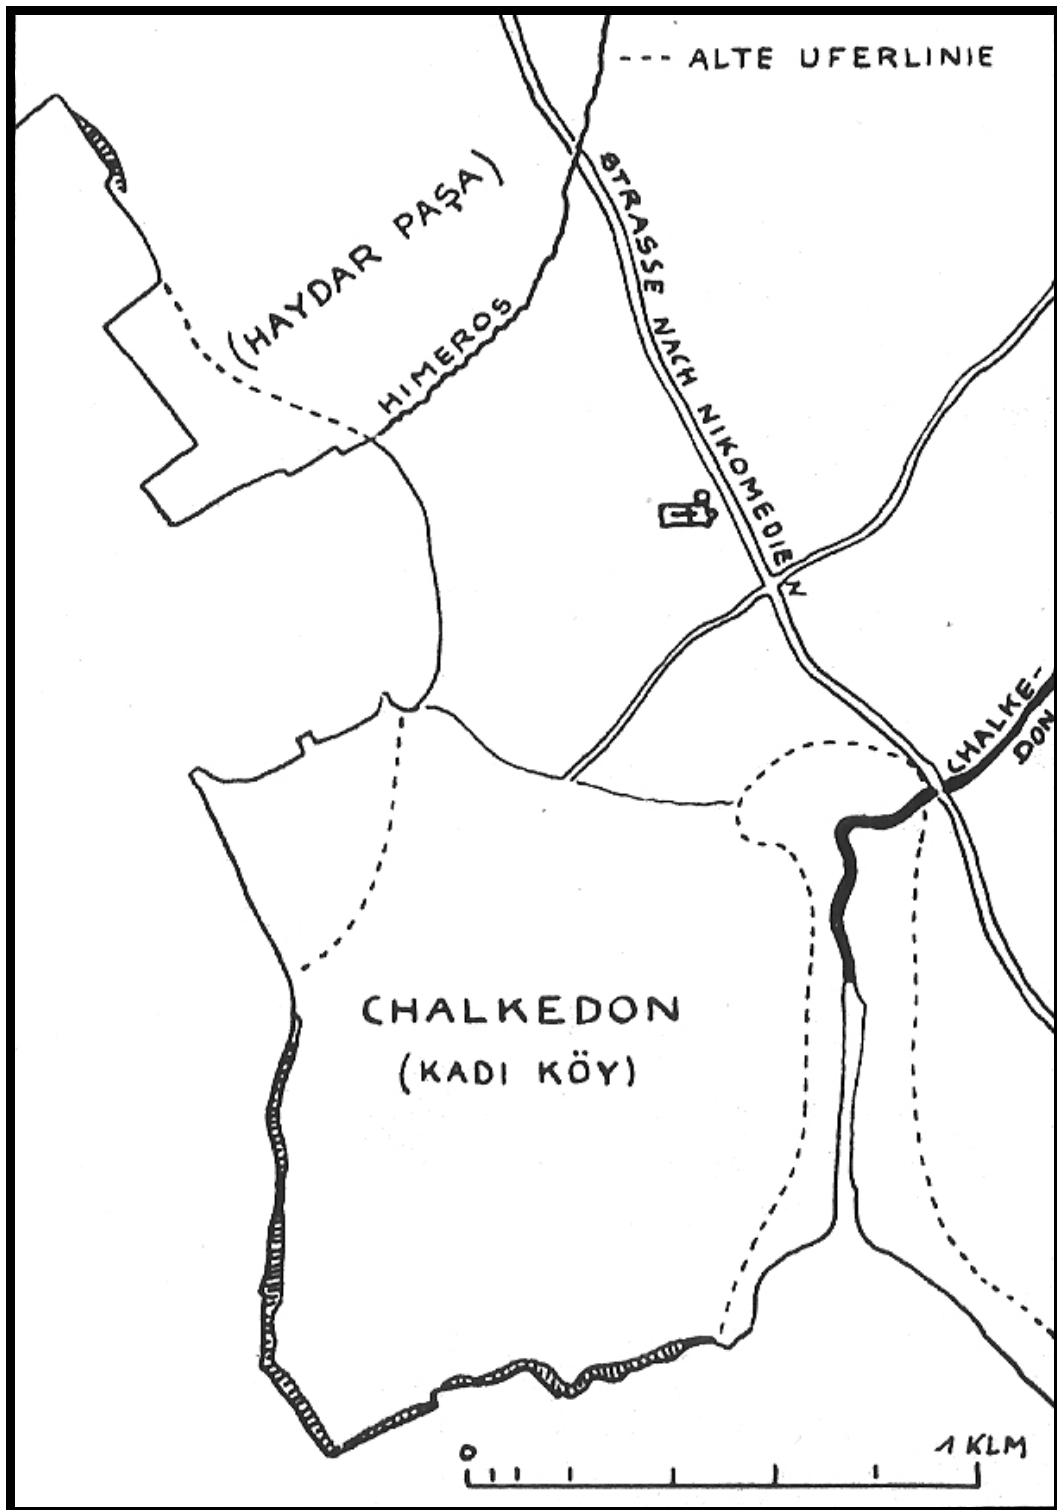 --- ALTE UFERLINIE
(HAYDAR PAŞA)
HIMEROS
STRASSE NACH NIKOMEDIEN
CHALKE-
DON
CHALKEDON
(KADI KÖY)
0 1 KLM